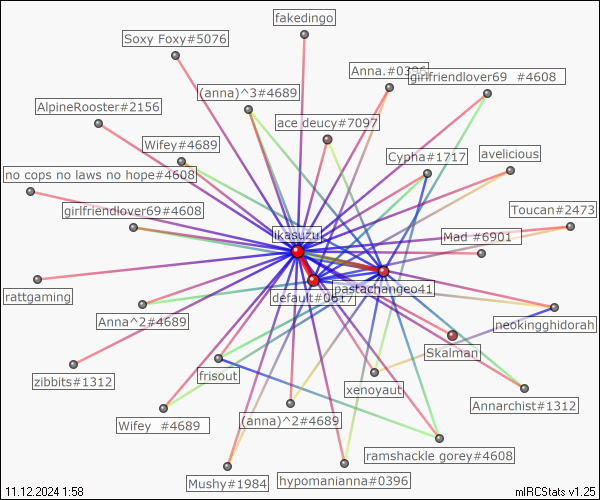 fakedingo
Soxy Foxy#5076
Anna.#0396
girlfriendlover69 #4608
(anna)^3#4689
AlpineRooster#2156
ace deucy#7097
Wifey#4689
Cypha#1717
avelicious
no cops no laws no hope#4608
girlfriendlover69#4608
Toucan#2473
ikasuzu
Mad #6901
rattgaming
default#0617
pastachangeo41
Anna^2#4689
neokingghidorah
Skalman
zibbits#1312
frisout
xenoyaut
Annarchist#1312
Wifey #4689
(anna)^2#4689
ramshackle gorey#4608
Mushy#1984
hypomanianna#0396
11.12.2024 1:58
mIRCStats v1.25